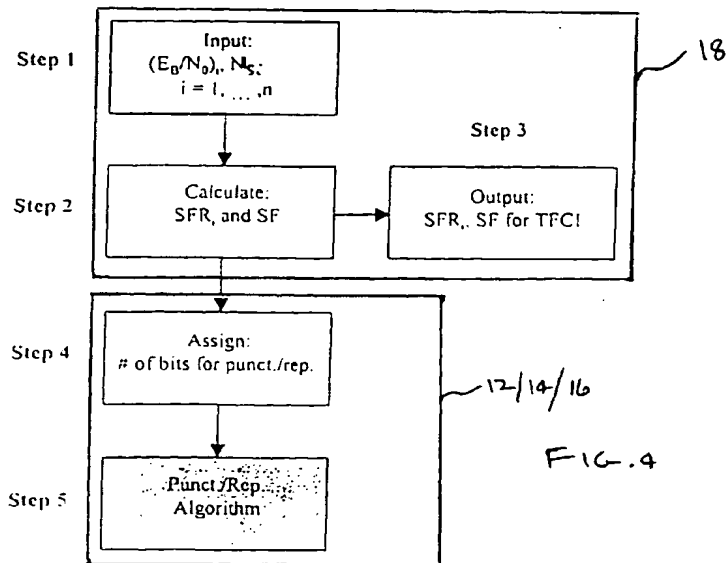 Step 1
Input:
(E_B/N_0)_i, N_S;
i = 1, ...,n
18
Step 3
Step 2
Calculate:
SFR, and SF
Output:
SFR,. SF for TFCI
Step 4
Assign:
# of bits for punct./rep.
12/14/16
FIG.4
Step 5
Punct./Rep.
Algorithm